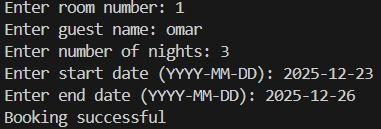 Enter room number: 1
Enter guest name: omar
Enter number of nights: 3
Enter start date (YYYY-MM-DD): 2025-12-23
Enter end date (YYYY-MM-DD): 2025-12-26
Booking successful